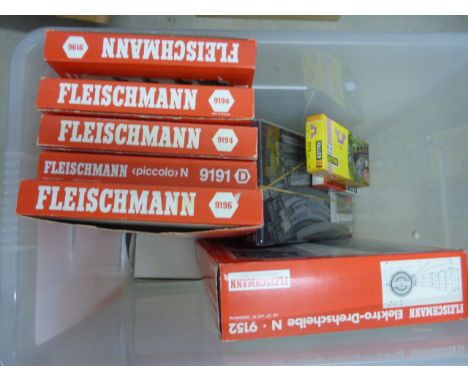 FLEISCHMANN 9196
FLEISCHMANN 9194
FLEISCHMANN 9194
FLEISCHMANN ‹piccolo› N 9191 D
FLEISCHMANN 9196
FLEISCHMANN Elektro-Drehscheibe N · 9152
FLEISCHMANN